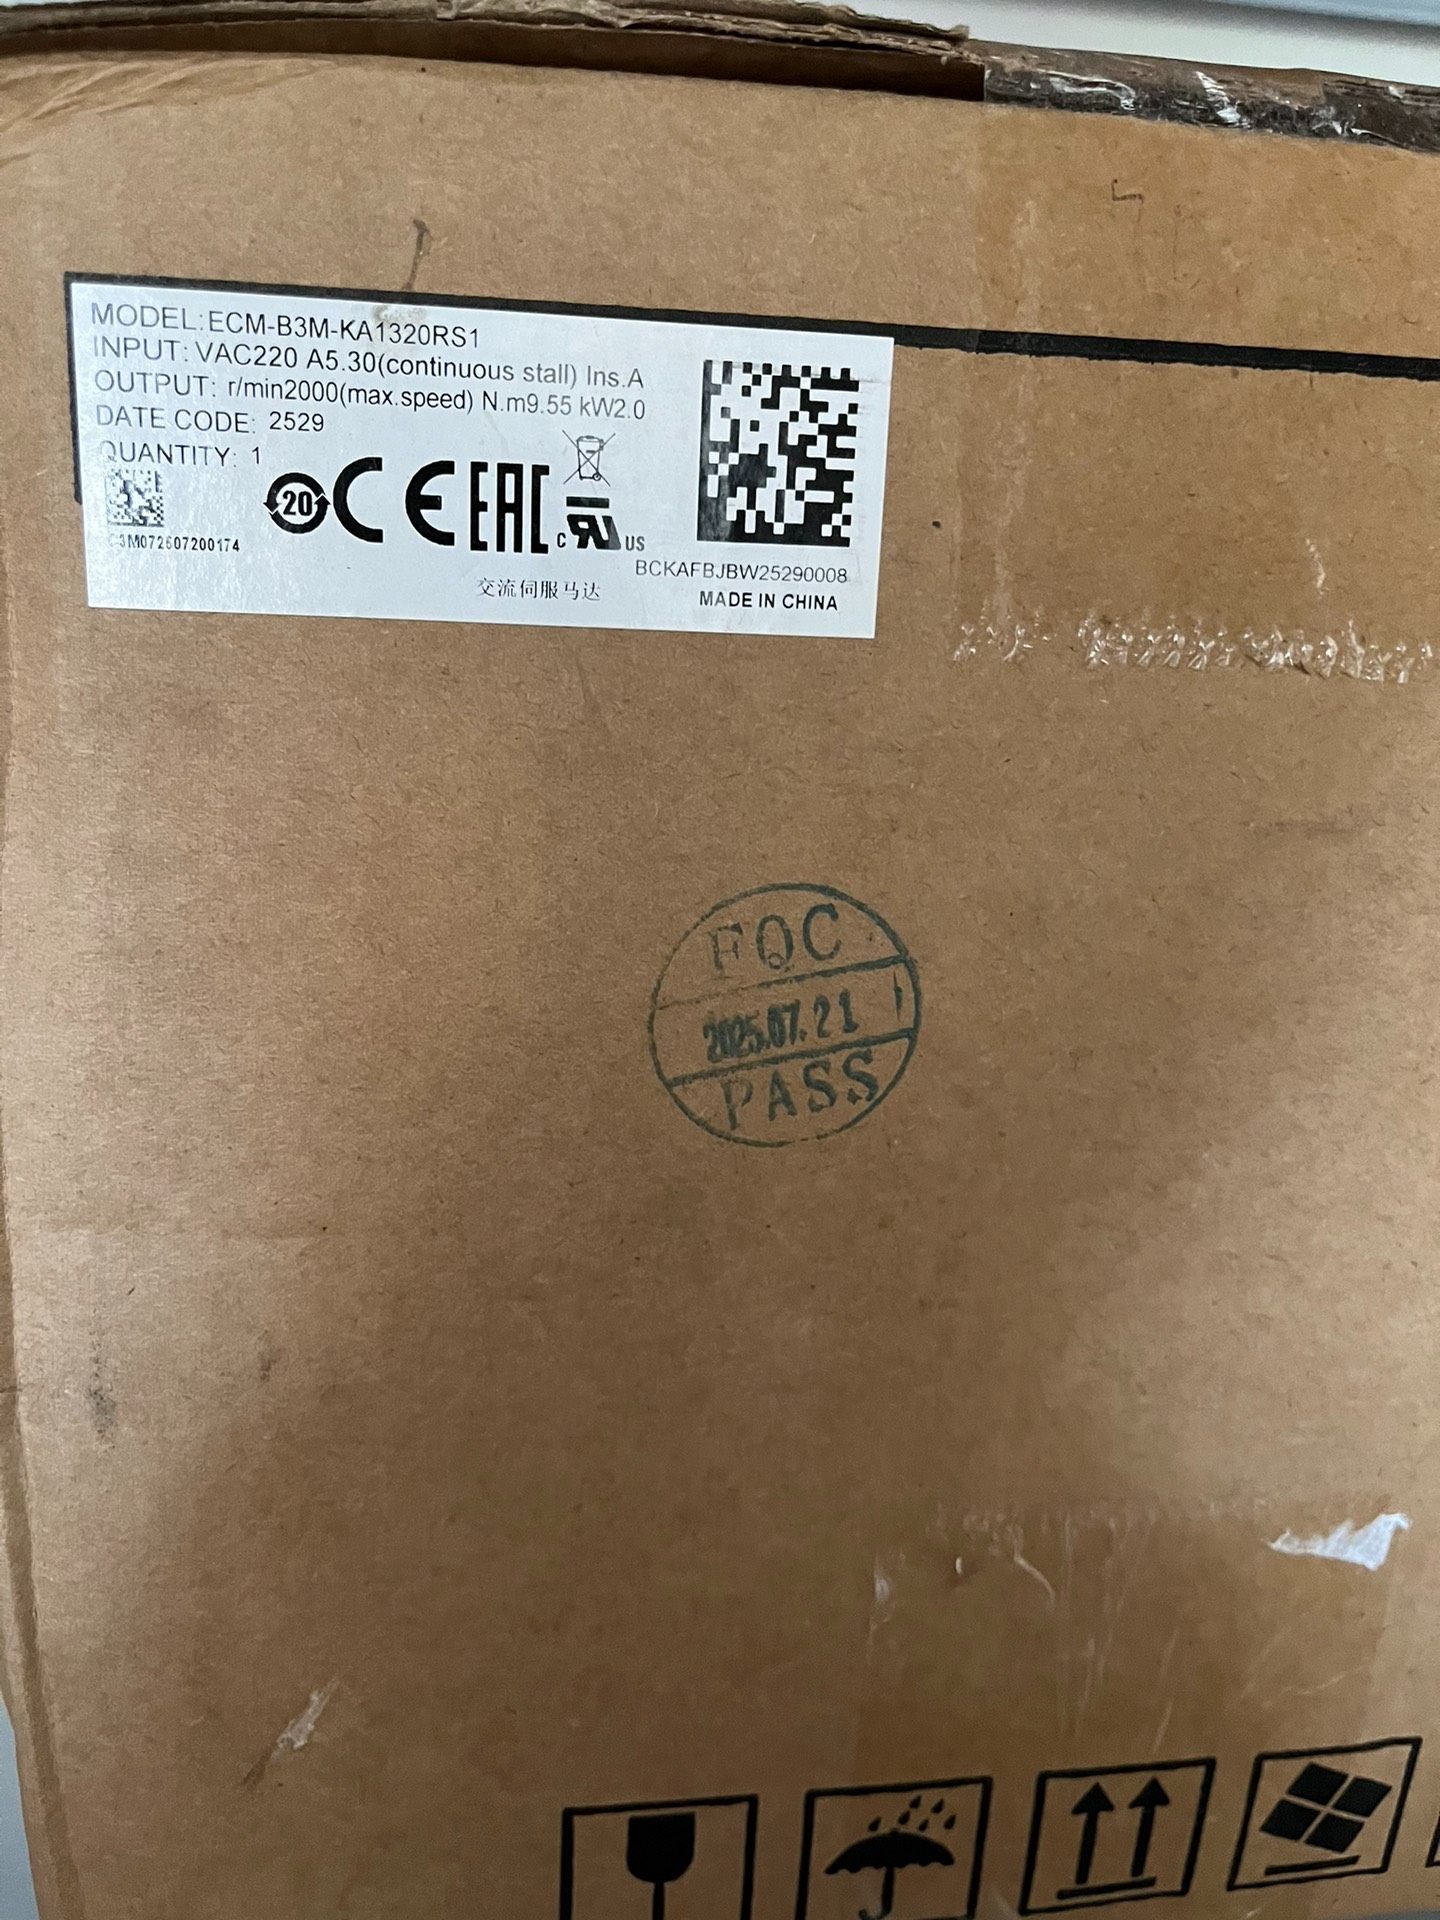 MODEL:ECM-B3M-KA1320RS1
INPUT: VAC220 A5.30(continuous stall) Ins.A
OUTPUT: r/min2000(max.speed) N.m9.55 kW2.0
DATE CODE: 2529
QUANTITY: 1
20 CE EAC c RU US
3M072507200174
BCKAFBJBW25290008
交流伺服马达
MADE IN CHINA
FQC
2025.07.21
PASS